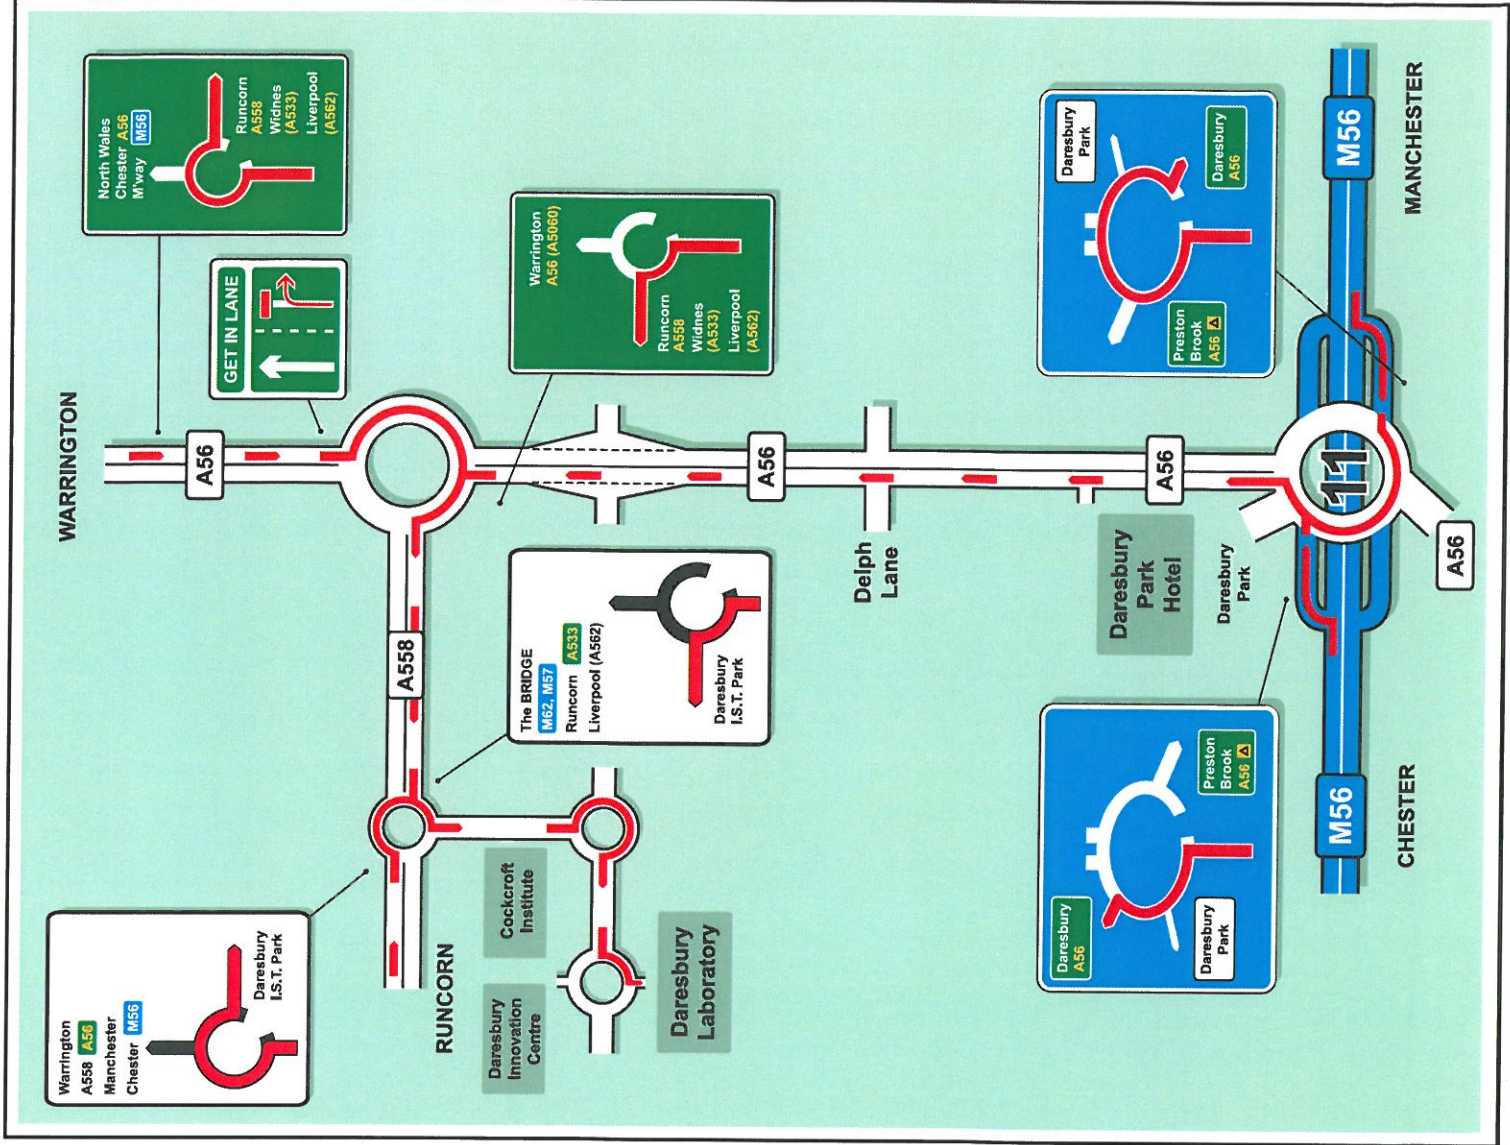 WARRINGTON
North Wales
Chester A56
M'way M56
Runcorn
A558
Widnes
(A533)
Liverpool
(A562)
GET IN LANE
A56
Warrington
A56 (A5060)
Runcorn
A558
Widnes
(A533)
Liverpool
(A562)
A558
The BRIDGE
M62, M57
Runcorn A533
Liverpool (A562)
Daresbury
I.S.T. Park
Warrington
A558 A56
Manchester
Chester M56
Daresbury
I.S.T. Park
RUNCORN
Cockcroft
Institute
Daresbury
Innovation
Centre
Daresbury
Laboratory
A56
Delph
Lane
A56
Daresbury
Park
Hotel
Daresbury
Park
11
A56
Daresbury
Park
Daresbury
A56
Preston
Brook
A56
M56
MANCHESTER
Daresbury
A56
Preston
Brook
A56
Daresbury
Park
M56
CHESTER